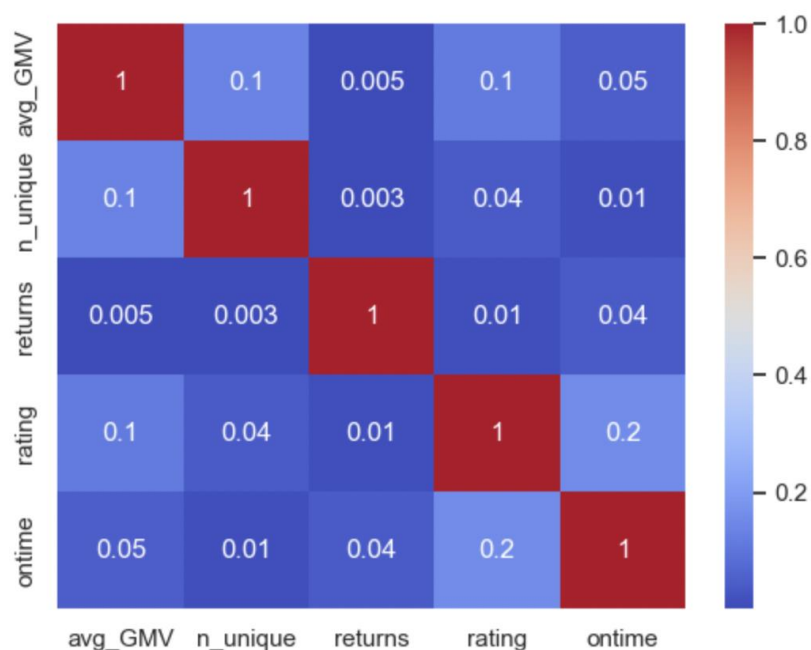 avg_GMV 1 0.1 0.005 0.1 0.05
n_unique 0.1 1 0.003 0.04 0.01
returns 0.005 0.003 1 0.01 0.04
rating 0.1 0.04 0.01 1 0.2
ontime 0.05 0.01 0.04 0.2 1
avg_GMV n_unique returns rating ontime
1.0
0.8
0.6
0.4
0.2